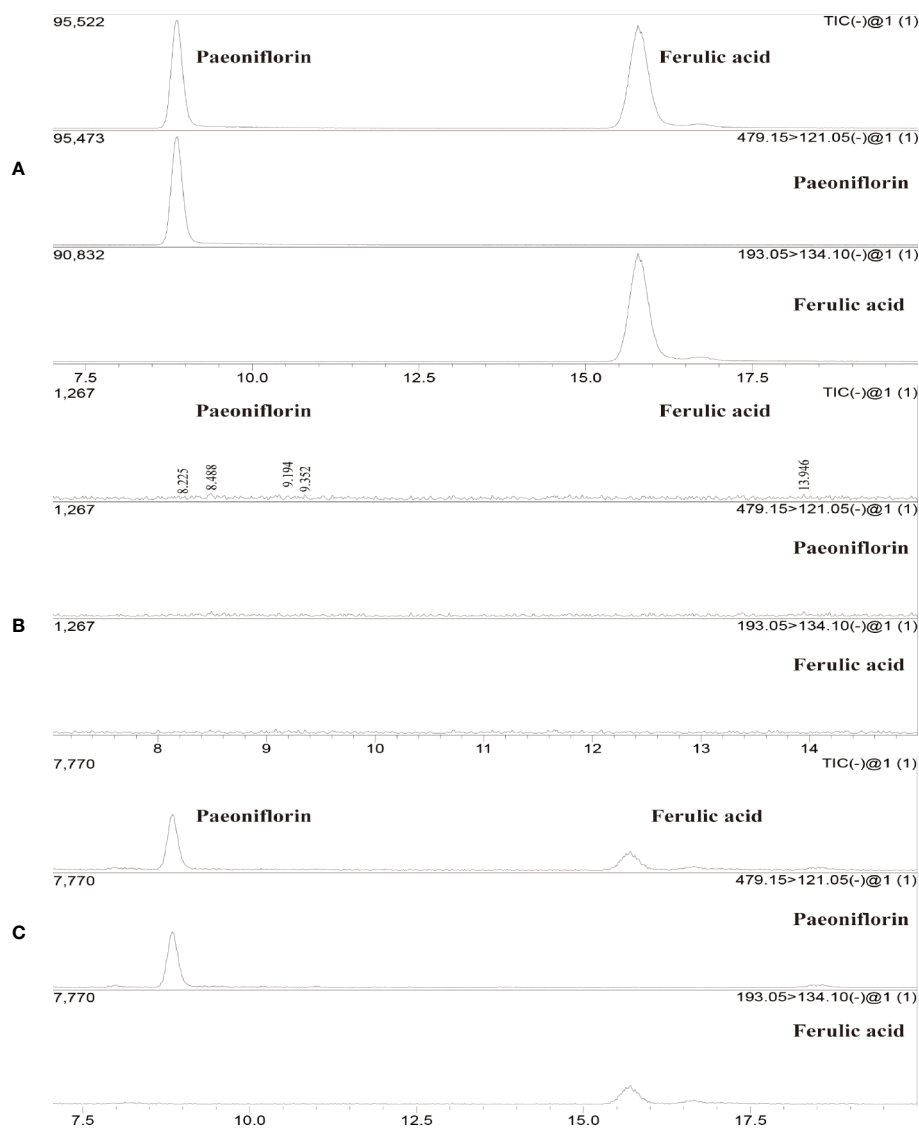 95,522 TIC(-)@1 (1)
Paeoniflorin Ferulic acid
95,473 479.15>121.05(-)@1 (1)
A
Paeoniflorin
90,832 193.05>134.10(-)@1 (1)
Ferulic acid
7.5 10.0 12.5 15.0 17.5
1,267 TIC(-)@1 (1)
Paeoniflorin Ferulic acid
8.225 8.488 9.194 9.352 13.946
1,267 479.15>121.05(-)@1 (1)
Paeoniflorin
B
1,267 193.05>134.10(-)@1 (1)
Ferulic acid
8 9 10 11 12 13 14
7,770 TIC(-)@1 (1)
Paeoniflorin Ferulic acid
7,770 479.15>121.05(-)@1 (1)
Paeoniflorin
C
7,770 193.05>134.10(-)@1 (1)
Ferulic acid
7.5 10.0 12.5 15.0 17.5